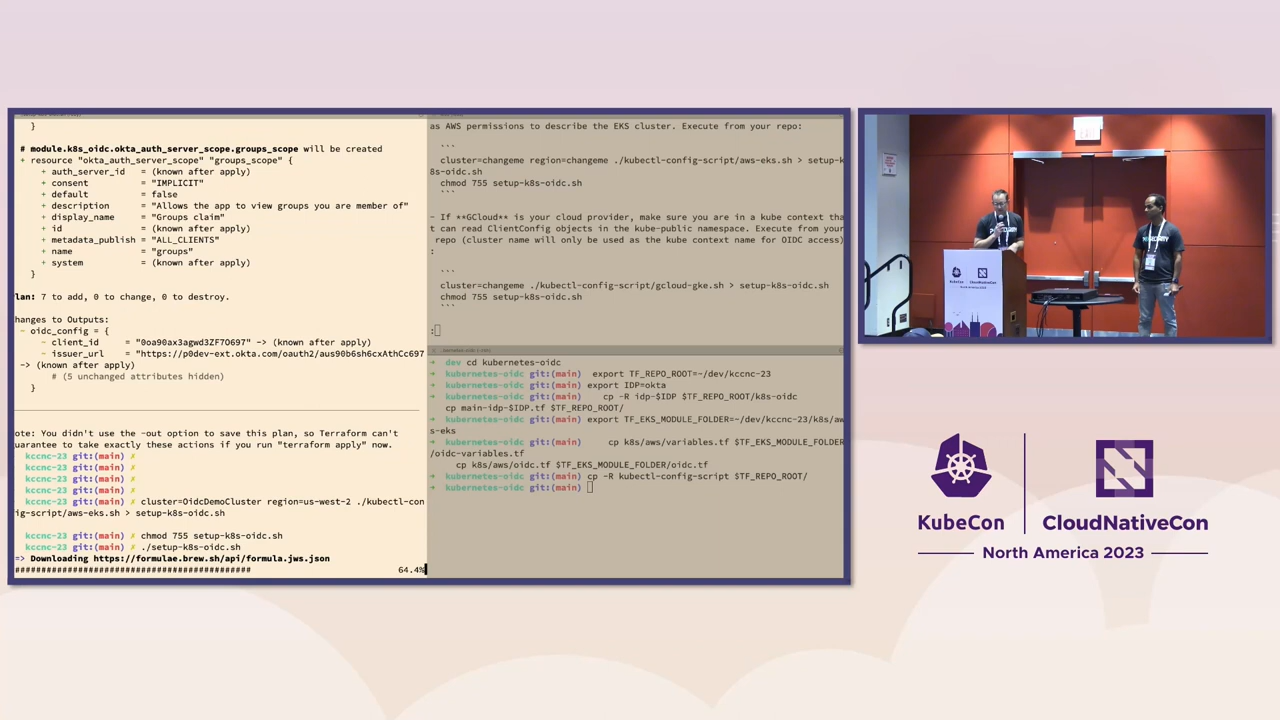 }
# module.k8s_oidc.okta_auth_server_scope.groups_scope will be created
+ resource "okta_auth_server_scope" "groups_scope" {
+ auth_server_id = (known after apply)
+ consent = "IMPLICIT"
+ default = false
+ description = "Allows the app to view groups you are member of"
+ display_name = "Groups claim"
+ id = (known after apply)
+ metadata_publish = "ALL_CLIENTS"
+ name = "groups"
+ system = (known after apply)
}
lan: 7 to add, 0 to change, 0 to destroy.
hanges to Outputs:
~ oidc_config = {
~ client_id = "0oa90ax3agwd3ZF7O697" -> (known after apply)
~ issuer_url = "https://p0dev-ext.okta.com/oauth2/aus90b6sh6cxAthCc697
-> (known after apply)
# (5 unchanged attributes hidden)
}
ote: You didn't use the -out option to save this plan, so Terraform can't
uarantee to take exactly these actions if you run "terraform apply" now.
kccnc-23 git:(main) ✗
kccnc-23 git:(main) ✗
kccnc-23 git:(main) ✗
kccnc-23 git:(main) ✗
kccnc-23 git:(main) ✗ cluster=OidcDemoCluster region=us-west-2 ./kubectl-con
ig-script/aws-eks.sh > setup-k8s-oidc.sh
kccnc-23 git:(main) ✗ chmod 755 setup-k8s-oidc.sh
kccnc-23 git:(main) ✗ ./setup-k8s-oidc.sh
=> Downloading https://formulae.brew.sh/api/formula.jws.json
########################################### 64.4%
as AWS permissions to describe the EKS cluster. Execute from your repo:
```
cluster=changeme region=changeme ./kubectl-config-script/aws-eks.sh > setup-k
8s-oidc.sh
chmod 755 setup-k8s-oidc.sh
```
- If **GCloud** is your cloud provider, make sure you are in a kube context tha
t can read ClientConfig objects in the kube-public namespace. Execute from your
repo (cluster name will only be used as the kube context name for OIDC access)
:
```
cluster=changeme ./kubectl-config-script/gcloud-gke.sh > setup-k8s-oidc.sh
chmod 755 setup-k8s-oidc.sh
```
:
➜ dev cd kubernetes-oidc
➜ kubernetes-oidc git:(main) export TF_REPO_ROOT=~/dev/kccnc-23
➜ kubernetes-oidc git:(main) export IDP=okta
➜ kubernetes-oidc git:(main) cp -R idp-$IDP $TF_REPO_ROOT/k8s-oidc
cp main-idp-$IDP.tf $TF_REPO_ROOT/
➜ kubernetes-oidc git:(main) export TF_EKS_MODULE_FOLDER=~/dev/kccnc-23/k8s/aw
s-eks
➜ kubernetes-oidc git:(main) cp k8s/aws/variables.tf $TF_EKS_MODULE_FOLDER
/oidc-variables.tf
cp k8s/aws/oidc.tf $TF_EKS_MODULE_FOLDER/oidc.tf
➜ kubernetes-oidc git:(main) cp -R kubectl-config-script $TF_REPO_ROOT/
➜ kubernetes-oidc git:(main)
KubeCon
CloudNativeCon
North America 2023
KubeCon
CloudNativeCon
North America 2023